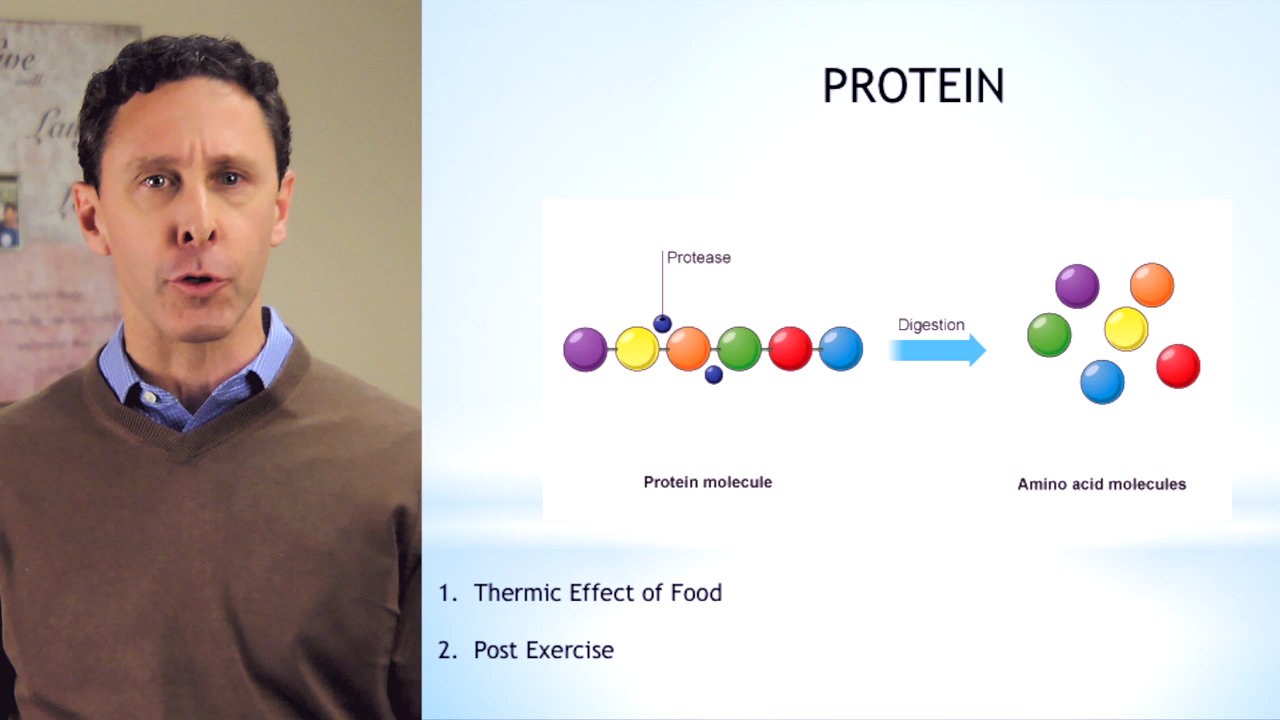 PROTEIN
Protease
Digestion
Protein molecule
Amino acid molecules
1. Thermic Effect of Food
2. Post Exercise